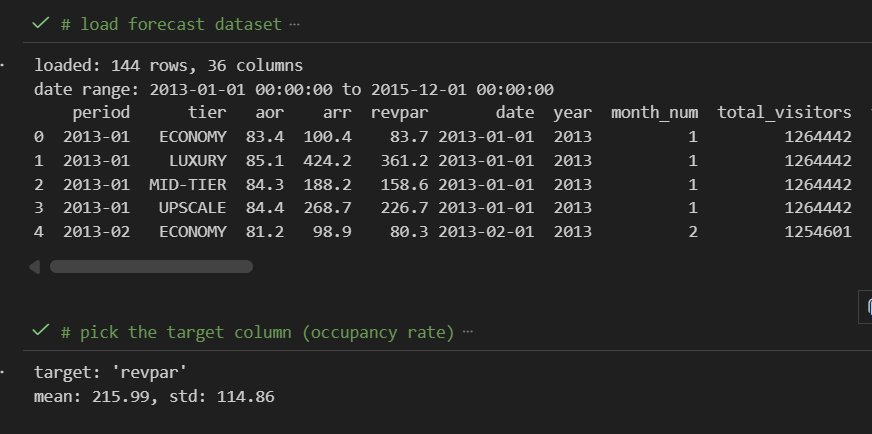 # load forecast dataset ···
loaded: 144 rows, 36 columns
date range: 2013-01-01 00:00:00 to 2015-12-01 00:00:00
period tier aor arr revpar date year month_num total_visitors
0 2013-01 ECONOMY 83.4 100.4 83.7 2013-01-01 2013 1 1264442
1 2013-01 LUXURY 85.1 424.2 361.2 2013-01-01 2013 1 1264442
2 2013-01 MID-TIER 84.3 188.2 158.6 2013-01-01 2013 1 1264442
3 2013-01 UPSCALE 84.4 268.7 226.7 2013-01-01 2013 1 1264442
4 2013-02 ECONOMY 81.2 98.9 80.3 2013-02-01 2013 2 1254601
# pick the target column (occupancy rate) ···
target: 'revpar'
mean: 215.99, std: 114.86